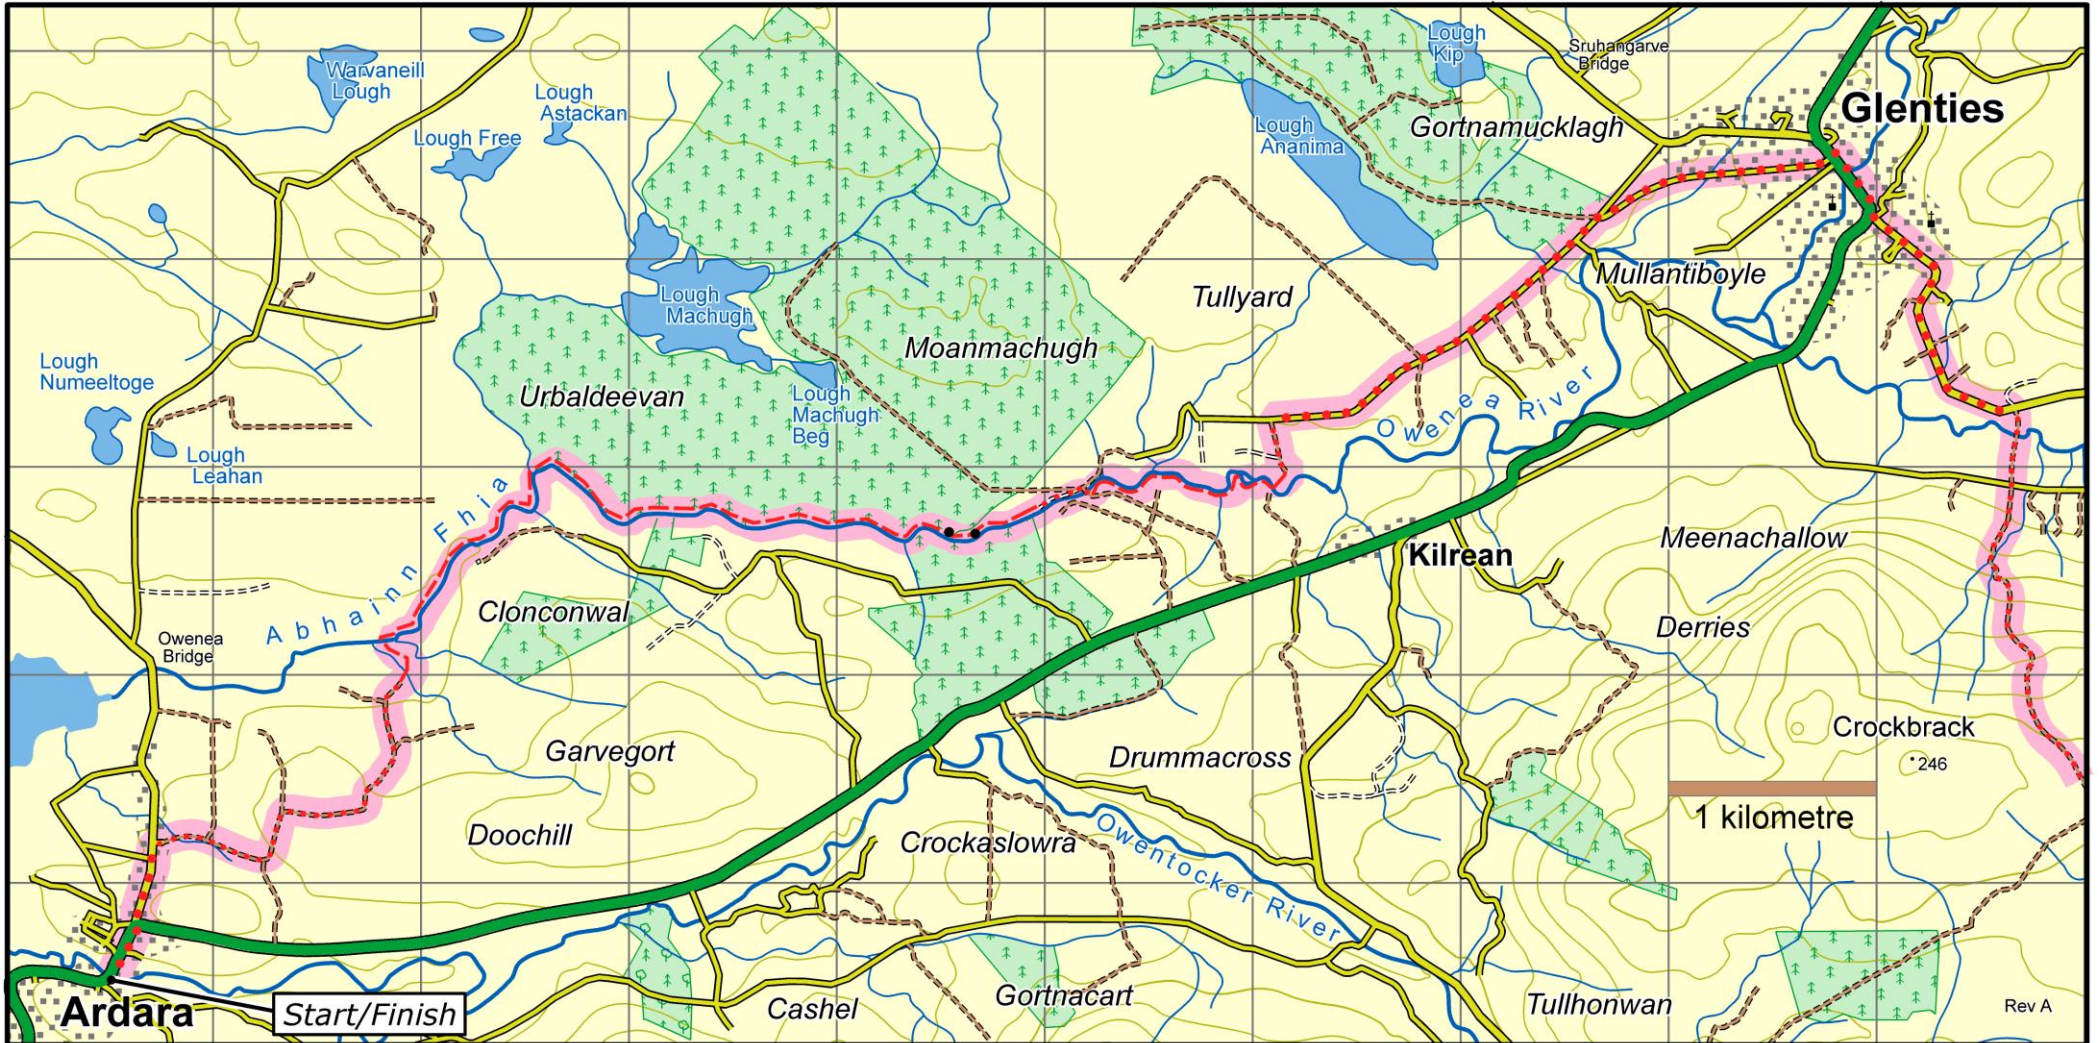 Warvaneill
Lough
Lough
Astackan
Lough Free
Lough
Kip
Sruhangarve
Bridge
Glenties
Gortnamucklagh
Lough
Ananima
Mullantiboyle
Tullyard
Lough
Machugh
Moanmachugh
Lough
Numeeltoge
Urbaldeevan
Lough
Machugh
Beg
Owenea River
Lough
Leahan
Abhainn Fhia
Kilrean
Meenachallow
Clonconwal
Derries
Owenea
Bridge
Garvegort
Drummacross
Crockbrack
246
1 kilometre
Doochill
Crockaslowra
Owentocker River
Ardara
Start/Finish
Cashel
Gortnacart
Tullhonwan
Rev A